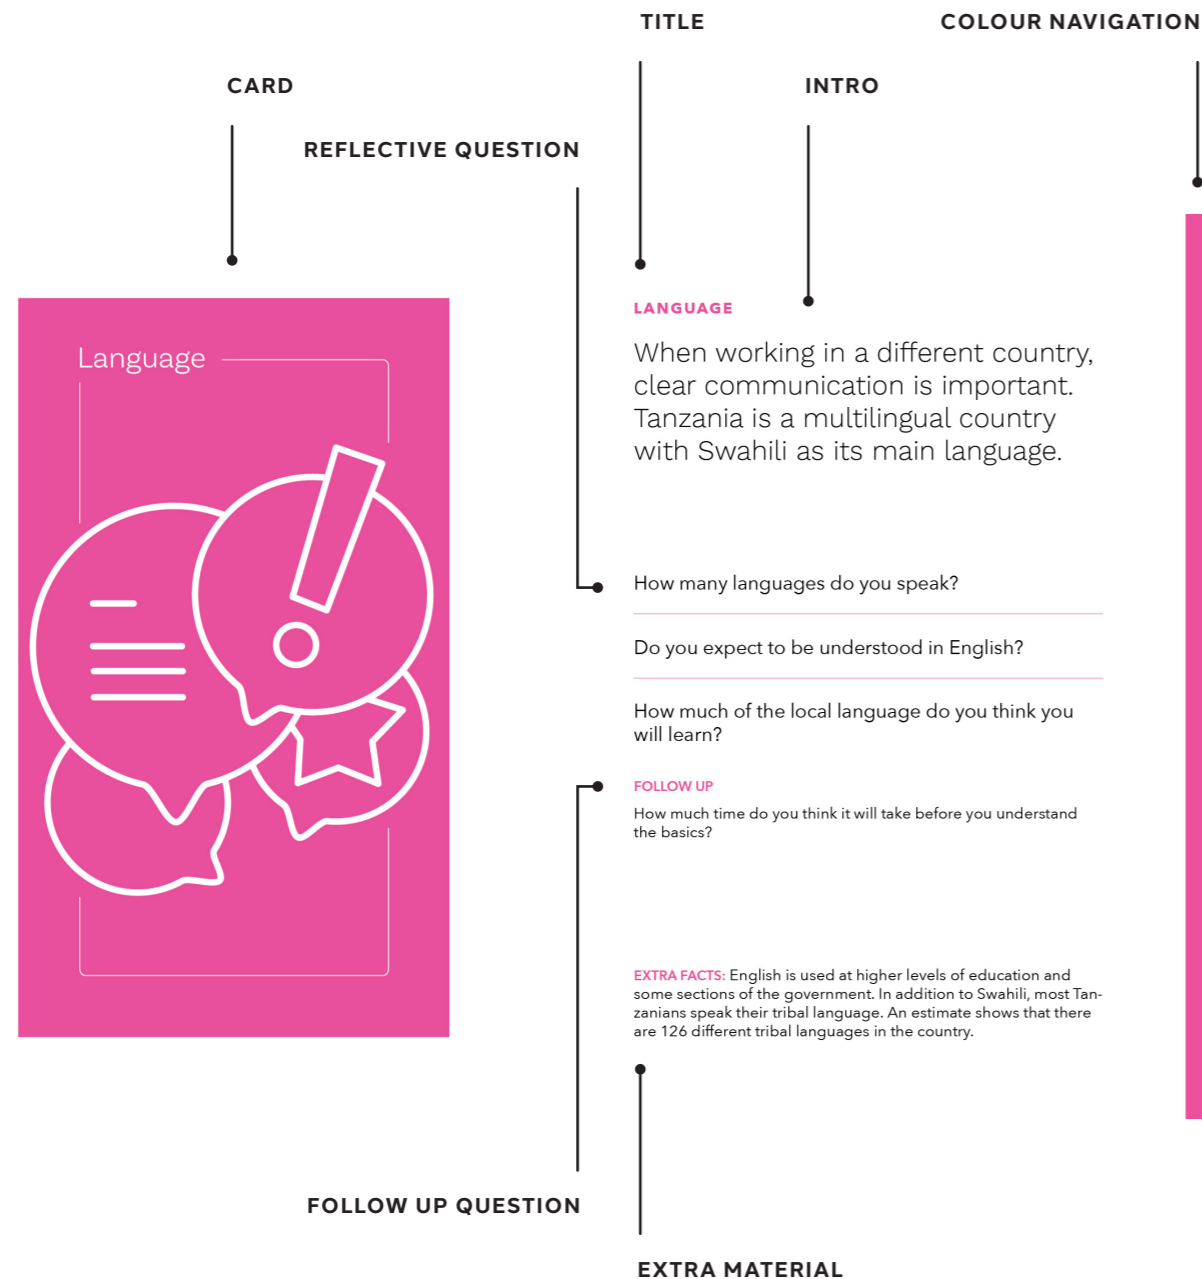 TITLE
COLOUR NAVIGATION
CARD
INTRO
REFLECTIVE QUESTION
Language
LANGUAGE
When working in a different country,
clear communication is important.
Tanzania is a multilingual country
with Swahili as its main language.
How many languages do you speak?
Do you expect to be understood in English?
How much of the local language do you think you
will learn?
FOLLOW UP
How much time do you think it will take before you understand
the basics?
EXTRA FACTS: English is used at higher levels of education and
some sections of the government. In addition to Swahili, most Tan-
zanians speak their tribal language. An estimate shows that there
are 126 different tribal languages in the country.
FOLLOW UP QUESTION
EXTRA MATERIAL